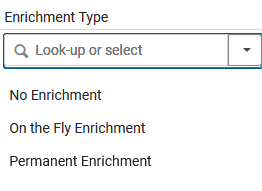 Enrichment Type
Look-up or select
No Enrichment
On the Fly Enrichment
Permanent Enrichment